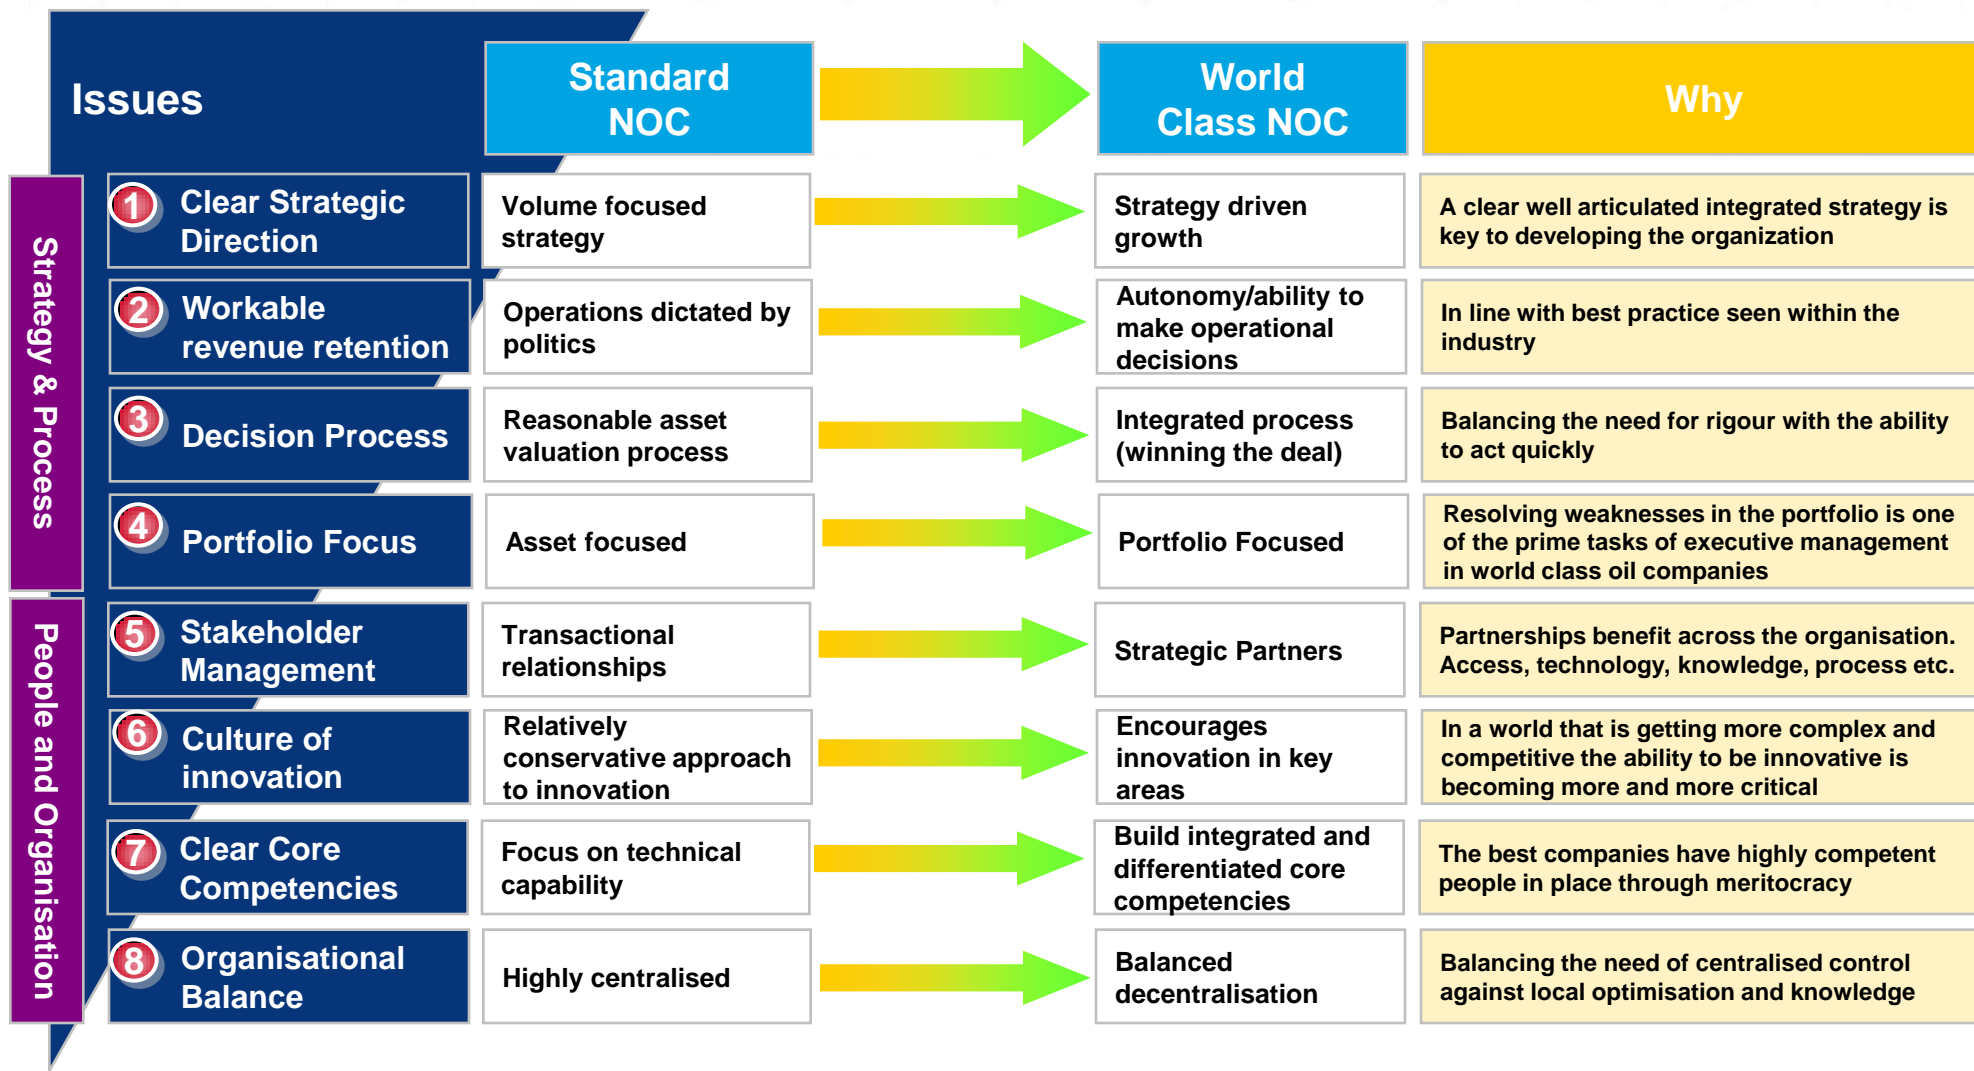 Issues
Standard
NOC
World
Class NOC
Why
Strategy & Process
1
Clear Strategic
Direction
Volume focused
strategy
Strategy driven
growth
A clear well articulated integrated strategy is
key to developing the organization
2
Workable
revenue retention
Operations dictated by
politics
Autonomy/ability to
make operational
decisions
In line with best practice seen within the
industry
3
Decision Process
Reasonable asset
valuation process
Integrated process
(winning the deal)
Balancing the need for rigour with the ability
to act quickly
4
Portfolio Focus
Asset focused
Portfolio Focused
Resolving weaknesses in the portfolio is one
of the prime tasks of executive management
in world class oil companies
People and Organisation
5
Stakeholder
Management
Transactional
relationships
Strategic Partners
Partnerships benefit across the organisation.
Access, technology, knowledge, process etc.
6
Culture of
innovation
Relatively
conservative approach
to innovation
Encourages
innovation in key
areas
In a world that is getting more complex and
competitive the ability to be innovative is
becoming more and more critical
7
Clear Core
Competencies
Focus on technical
capability
Build integrated and
differentiated core
competencies
The best companies have highly competent
people in place through meritocracy
8
Organisational
Balance
Highly centralised
Balanced
decentralisation
Balancing the need of centralised control
against local optimisation and knowledge